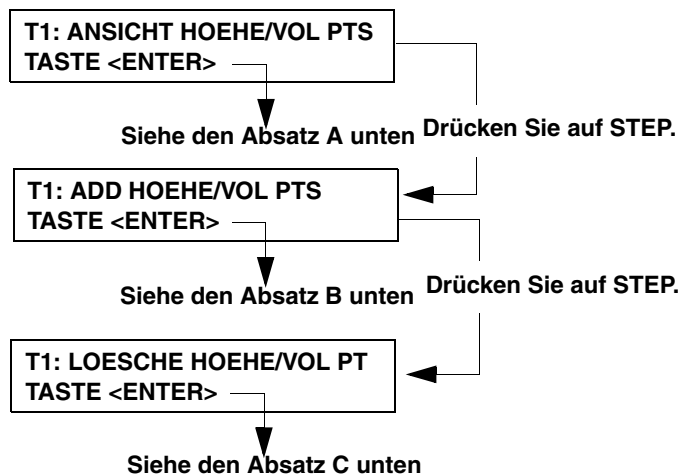 T1: ANSICHT HOEHE/VOL PTS
TASTE <ENTER>
Siehe den Absatz A unten
Drücken Sie auf STEP.
T1: ADD HOEHE/VOL PTS
TASTE <ENTER>
Siehe den Absatz B unten
Drücken Sie auf STEP.
T1: LOESCHE HOEHE/VOL PT
TASTE <ENTER>
Siehe den Absatz C unten